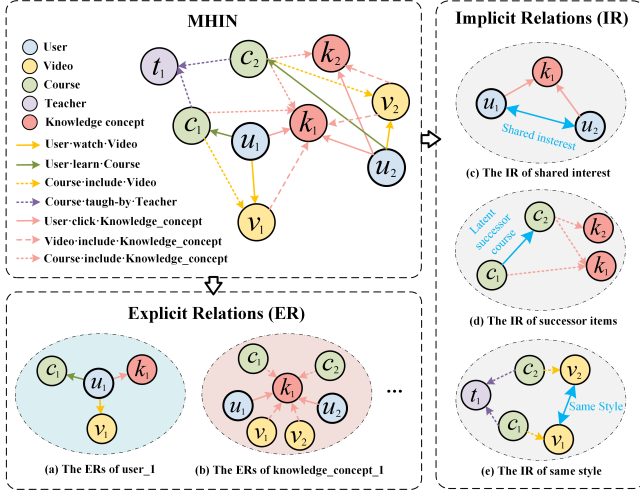 MHIN
User
Video
Course
Teacher
Knowledge concept
User·watch·Video
User·learn·Course
Course·include·Video
Course·taugh-by·Teacher
User·click·Knowledge_concept
Video·include·Knowledge_concept
Course·include·Knowledge_concept
t1
c2
k2
v2
c1
u1
k1
u2
v1
Explicit Relations (ER)
c1
u1
k1
v1
(a) The ERs of user_1
c1
c2
k1
u1
u2
v1
v2
...
(b) The ERs of knowledge_concept_1
Implicit Relations (IR)
k1
u1
u2
Shared insterest
(c) The IR of shared interest
Latent
successor
course
c2
k2
c1
k1
(d) The IR of successor items
c2
v2
t1
Same Style
c1
v1
(e) The IR of same style